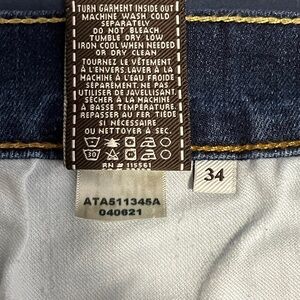 TURN GARMENT INSIDE OUT
MACHINE WASH COLD
SEPARATELY
DO NOT BLEACH
TUMBLE DRY LOW
IRON COOL WHEN NEEDED
OR DRY CLEAN
TOURNEZ LE VÊTEMENT
À L'ENVERS.LAVER À LA
MACHINE À L'EAU FROIDE
SÉPARÉMENT. NE PAS
UTILISER DE JAVELLISANT.
SÉCHER À LA MACHINE
À BASSE TEMPÉRATURE.
REPASSER AU FER TIÈDE
SI NÉCESSAIRE
OU NETTOYER À SEC.
30
RN# 115561
ATA511345A
040621
34